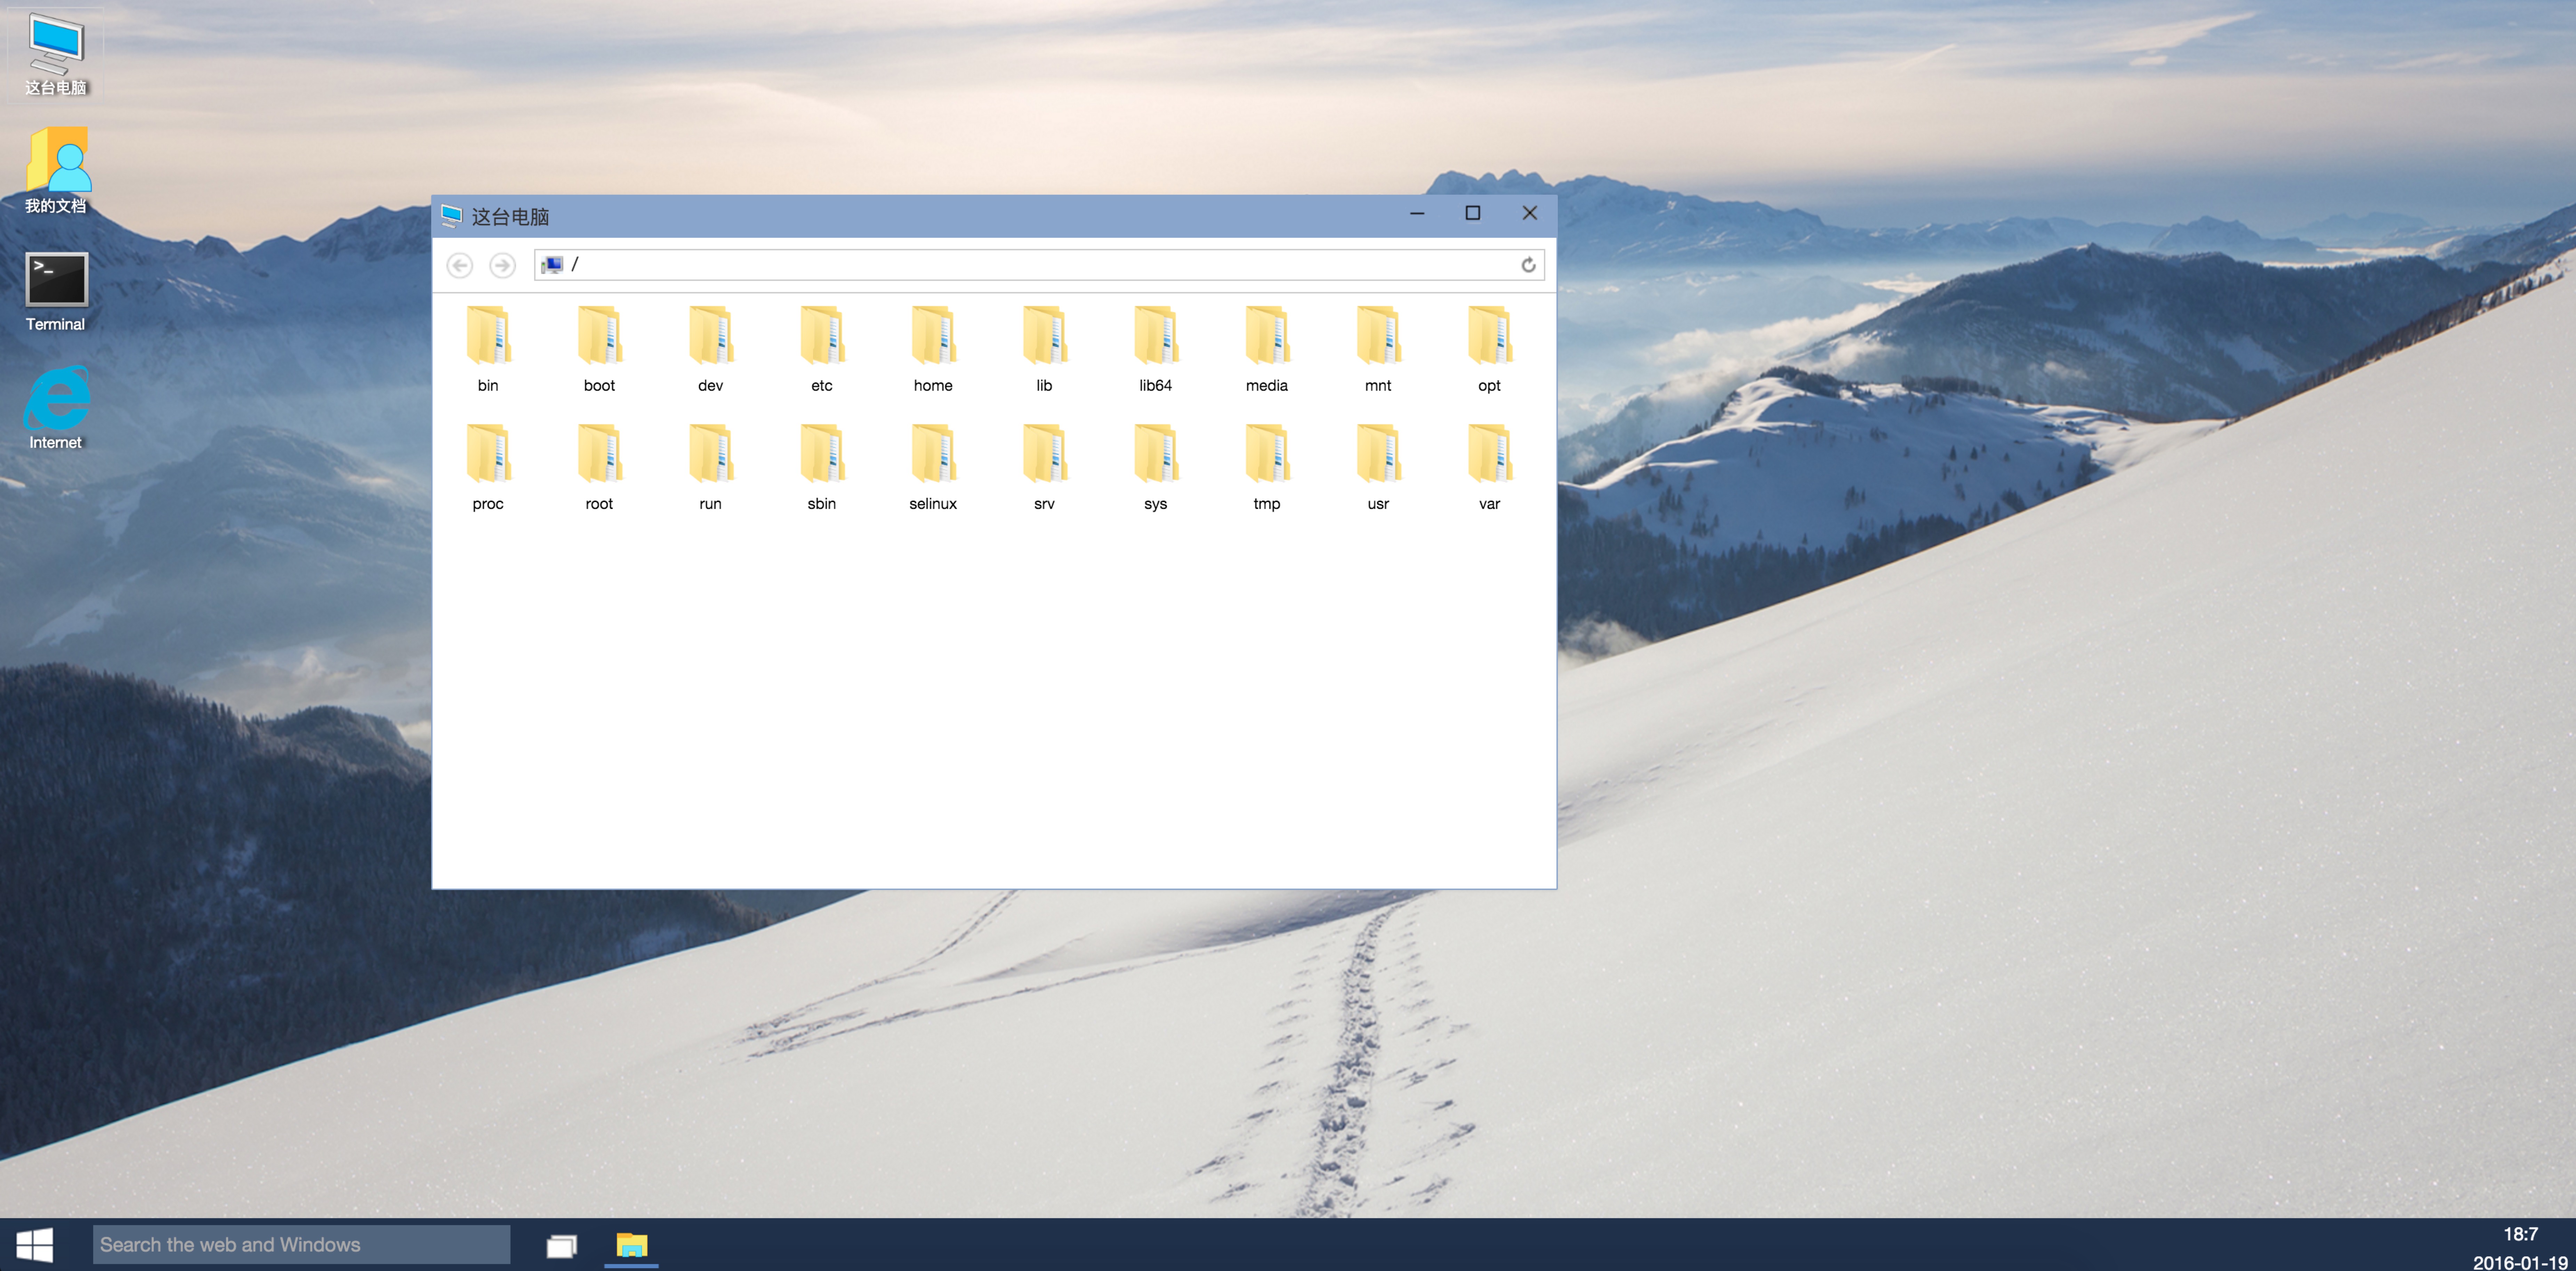 这台电脑
我的文档
>_
Terminal
Internet
这台电脑
/
bin boot dev etc home lib lib64 media mnt opt
proc root run sbin selinux srv sys tmp usr var
Search the web and Windows
18:7
2016-01-19